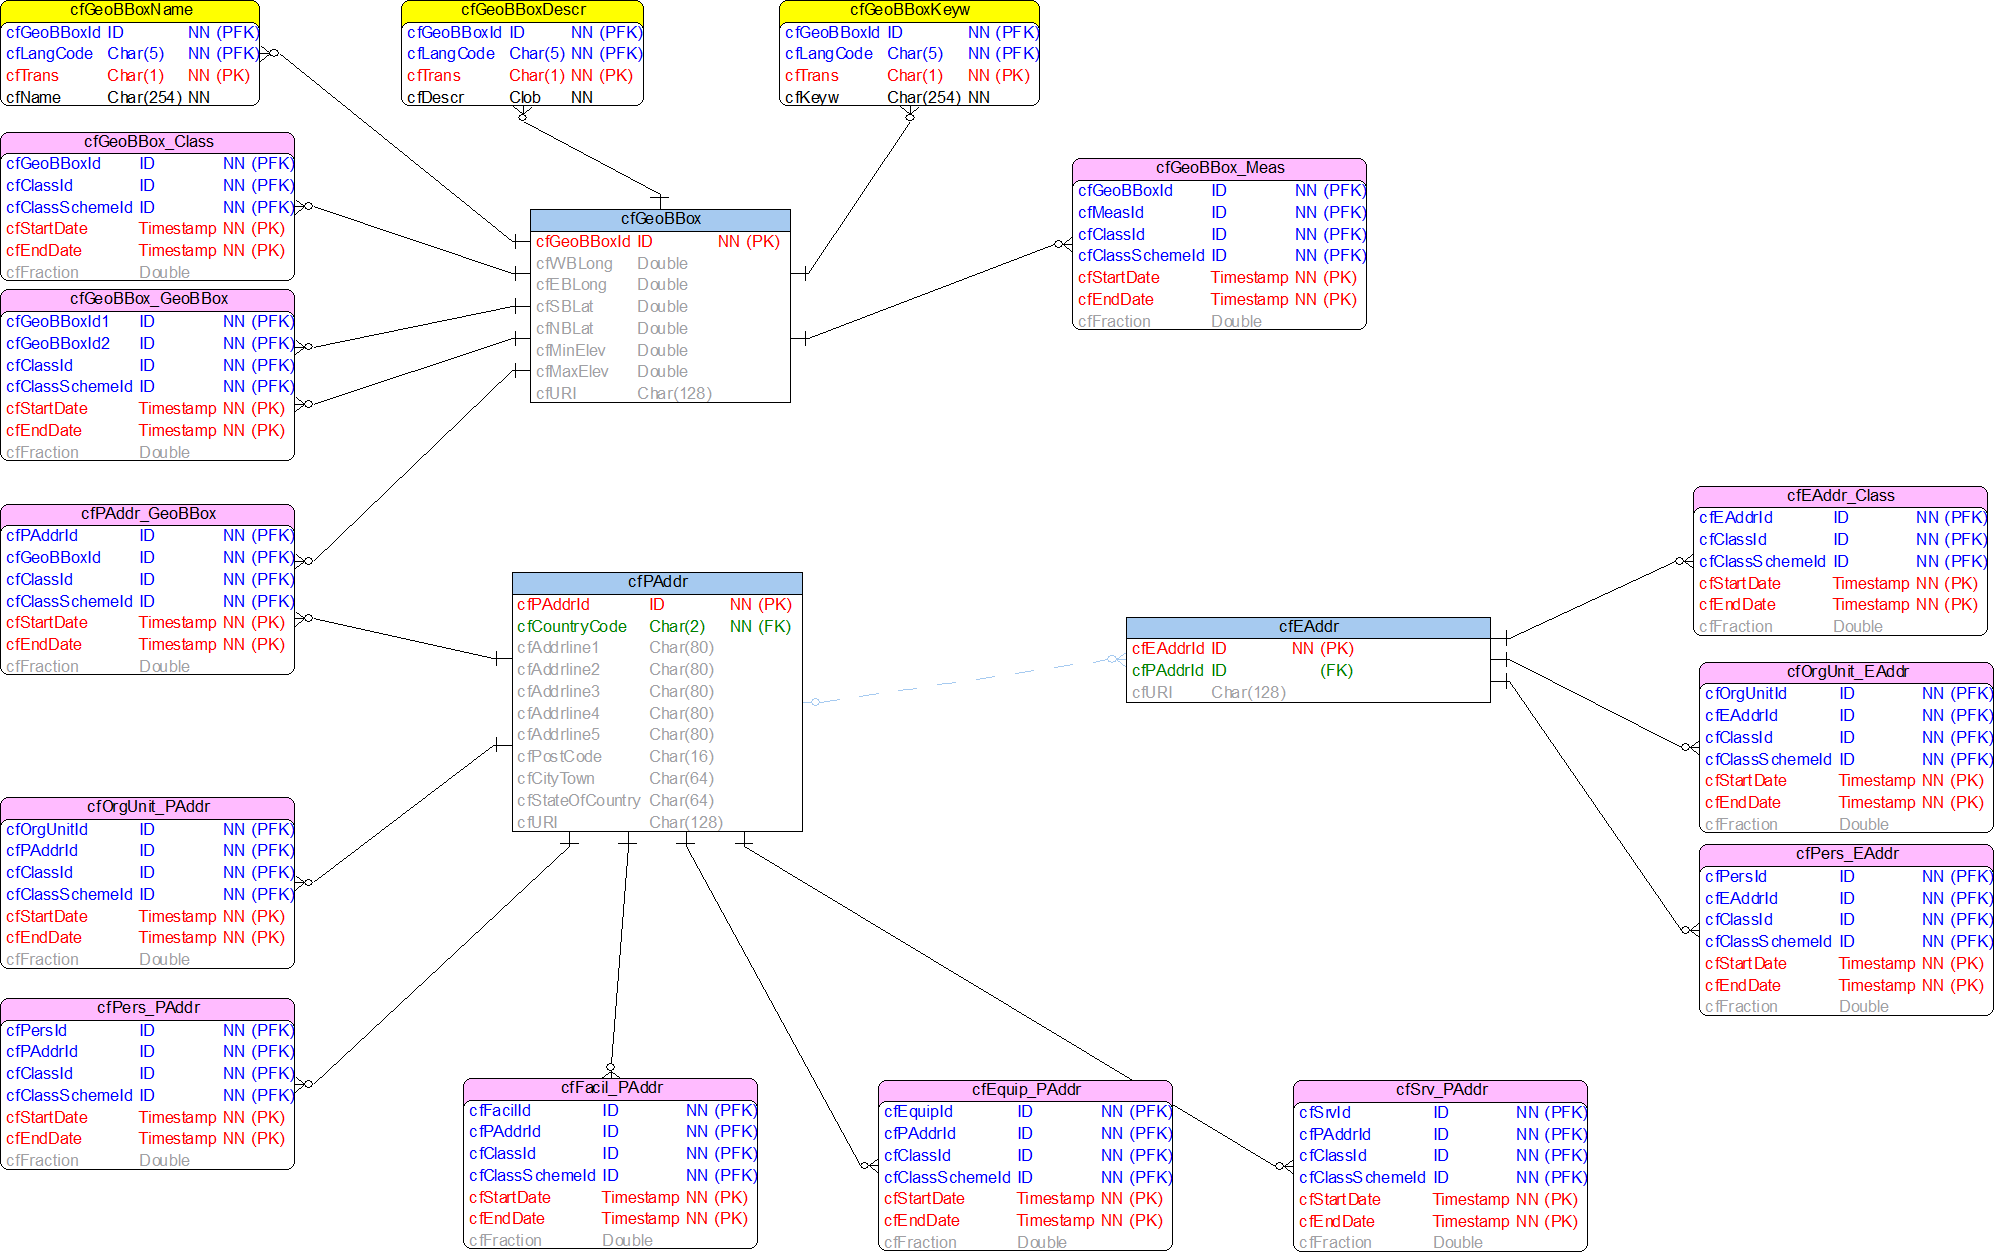 cfGeoBBoxName
cfGeoBBoxId ID NN (PFK)
cfLangCode Char(5) NN (PFK)
cfTrans Char(1) NN (PK)
cfName Char(254) NN
cfGeoBBoxDescr
cfGeoBBoxId ID NN (PFK)
cfLangCode Char(5) NN (PFK)
cfTrans Char(1) NN (PK)
cfDescr Clob NN
cfGeoBBoxKeyw
cfGeoBBoxId ID NN (PFK)
cfLangCode Char(5) NN (PFK)
cfTrans Char(1) NN (PK)
cfKeyw Char(254) NN
cfGeoBBox_Class
cfGeoBBoxId ID NN (PFK)
cfClassId ID NN (PFK)
cfClassSchemeId ID NN (PFK)
cfStartDate Timestamp NN (PK)
cfEndDate Timestamp NN (PK)
cfFraction Double
cfGeoBBox_Meas
cfGeoBBoxId ID NN (PFK)
cfMeasId ID NN (PFK)
cfClassId ID NN (PFK)
cfClassSchemeId ID NN (PFK)
cfStartDate Timestamp NN (PK)
cfEndDate Timestamp NN (PK)
cfFraction Double
cfGeoBBox
cfGeoBBoxId ID NN (PK)
cfWBLong Double
cfEBLong Double
cfSBLat Double
cfNBLat Double
cfMinElev Double
cfMaxElev Double
cfURI Char(128)
cfGeoBBox_GeoBBox
cfGeoBBoxId1 ID NN (PFK)
cfGeoBBoxId2 ID NN (PFK)
cfClassId ID NN (PFK)
cfClassSchemeId ID NN (PFK)
cfStartDate Timestamp NN (PK)
cfEndDate Timestamp NN (PK)
cfFraction Double
cfPAddr_GeoBBox
cfPAddrId ID NN (PFK)
cfGeoBBoxId ID NN (PFK)
cfClassId ID NN (PFK)
cfClassSchemeId ID NN (PFK)
cfStartDate Timestamp NN (PK)
cfEndDate Timestamp NN (PK)
cfFraction Double
cfPAddr
cfPAddrId ID NN (PK)
cfCountryCode Char(2) NN (FK)
cfAddrline1 Char(80)
cfAddrline2 Char(80)
cfAddrline3 Char(80)
cfAddrline4 Char(80)
cfAddrline5 Char(80)
cfPostCode Char(16)
cfCityTown Char(64)
cfStateOfCountry Char(64)
cfURI Char(128)
cfEAddr
cfEAddrId ID NN (PK)
cfPAddrId ID (FK)
cfURI Char(128)
cfEAddr_Class
cfEAddrId ID NN (PFK)
cfClassId ID NN (PFK)
cfClassSchemeId ID NN (PFK)
cfStartDate Timestamp NN (PK)
cfEndDate Timestamp NN (PK)
cfFraction Double
cfOrgUnit_EAddr
cfOrgUnitId ID NN (PFK)
cfEAddrId ID NN (PFK)
cfClassId ID NN (PFK)
cfClassSchemeId ID NN (PFK)
cfStartDate Timestamp NN (PK)
cfEndDate Timestamp NN (PK)
cfFraction Double
cfPers_EAddr
cfPersId ID NN (PFK)
cfEAddrId ID NN (PFK)
cfClassId ID NN (PFK)
cfClassSchemeId ID NN (PFK)
cfStartDate Timestamp NN (PK)
cfEndDate Timestamp NN (PK)
cfFraction Double
cfOrgUnit_PAddr
cfOrgUnitId ID NN (PFK)
cfPAddrId ID NN (PFK)
cfClassId ID NN (PFK)
cfClassSchemeId ID NN (PFK)
cfStartDate Timestamp NN (PK)
cfEndDate Timestamp NN (PK)
cfFraction Double
cfPers_PAddr
cfPersId ID NN (PFK)
cfPAddrId ID NN (PFK)
cfClassId ID NN (PFK)
cfClassSchemeId ID NN (PFK)
cfStartDate Timestamp NN (PK)
cfEndDate Timestamp NN (PK)
cfFraction Double
cfFacil_PAddr
cfFacilId ID NN (PFK)
cfPAddrId ID NN (PFK)
cfClassId ID NN (PFK)
cfClassSchemeId ID NN (PFK)
cfStartDate Timestamp NN (PK)
cfEndDate Timestamp NN (PK)
cfFraction Double
cfEquip_PAddr
cfEquipId ID NN (PFK)
cfPAddrId ID NN (PFK)
cfClassId ID NN (PFK)
cfClassSchemeId ID NN (PFK)
cfStartDate Timestamp NN (PK)
cfEndDate Timestamp NN (PK)
cfFraction Double
cfSrv_PAddr
cfSrvId ID NN (PFK)
cfPAddrId ID NN (PFK)
cfClassId ID NN (PFK)
cfClassSchemeId ID NN (PFK)
cfStartDate Timestamp NN (PK)
cfEndDate Timestamp NN (PK)
cfFraction Double